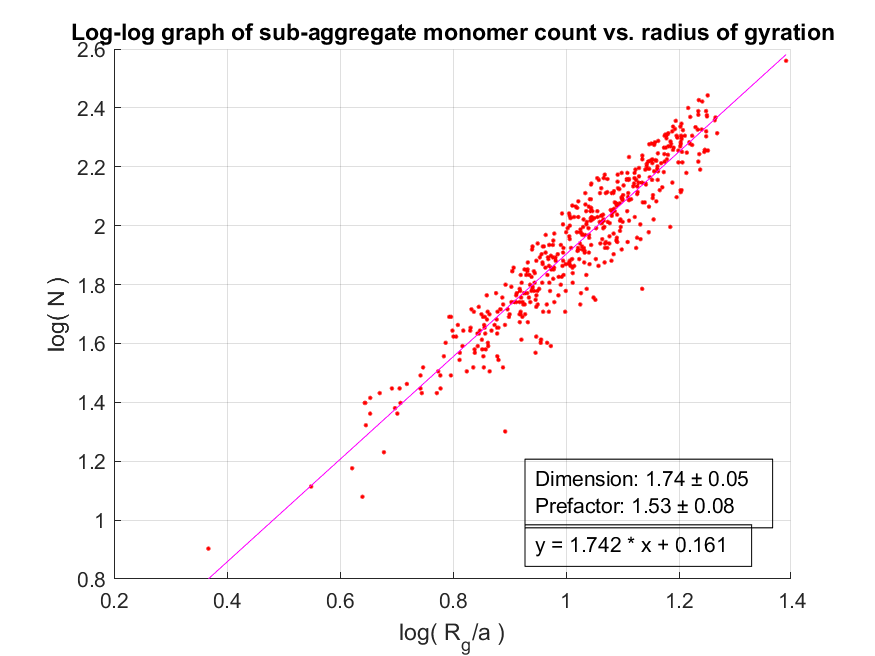 Log-log graph of sub-aggregate monomer count vs. radius of gyration
2.6
2.4
2.2
2
1.8
1.6
1.4
1.2
1
0.8
log( N )
Dimension: 1.74 ± 0.05
Prefactor: 1.53 ± 0.08
y = 1.742 * x + 0.161
0.2 0.4 0.6 0.8 1 1.2 1.4
log( R_g/a )